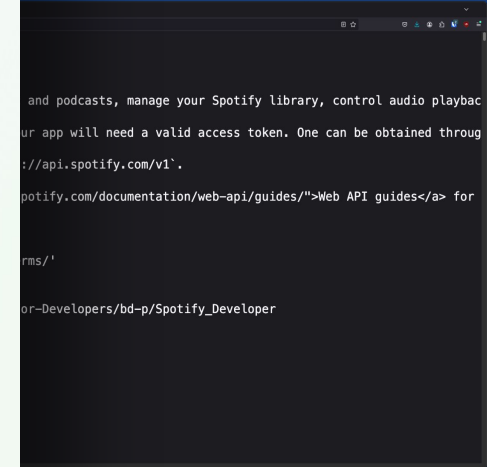 and podcasts, manage your Spotify library, control audio playbac
ur app will need a valid access token. One can be obtained throug
://api.spotify.com/v1`.
potify.com/documentation/web-api/guides/">Web API guides</a> for
rms/'
or-Developers/bd-p/Spotify_Developer